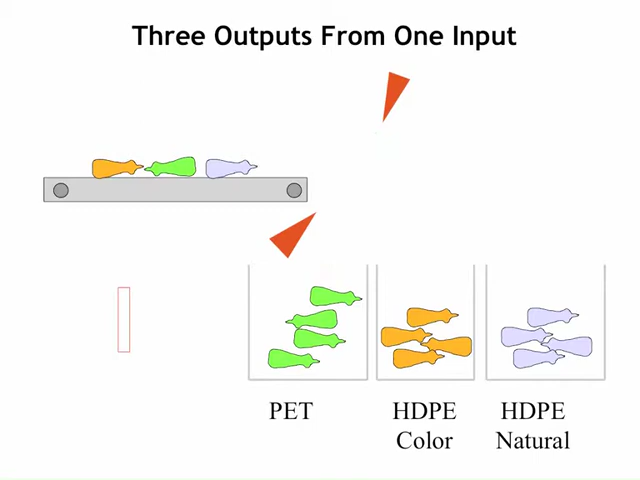 Three Outputs From One Input
PET
HDPE
Color
HDPE
Natural